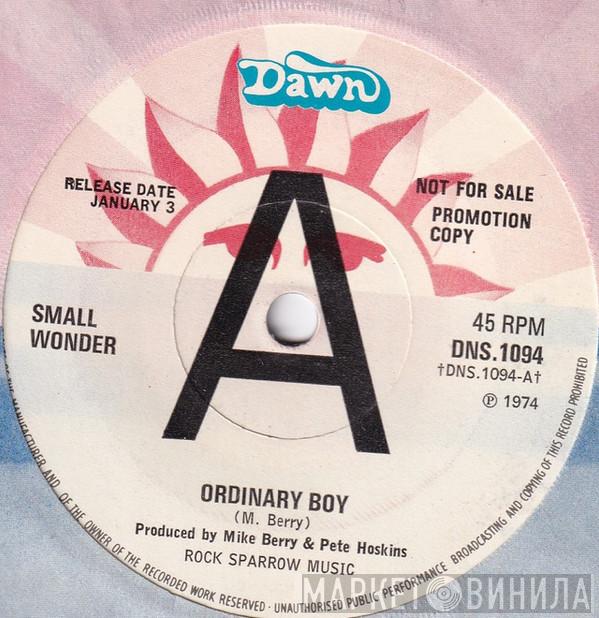 Dawn
RELEASE DATE
JANUARY 3
NOT FOR SALE
PROMOTION
COPY
A
SMALL
WONDER
45 RPM
DNS.1094
†DNS.1094-A†
Ⓟ 1974
ORDINARY BOY
(M. Berry)
Produced by Mike Berry & Pete Hoskins
ROCK SPARROW MUSIC
MANUFACTURER AND OF THE OWNER OF THE RECORDED WORK RESERVED · UNAUTHORISED PUBLIC PERFORMANCE BROADCASTING AND COPYING OF THIS RECORD PROHIBITED
МАРКЕТ ВИНИЛА